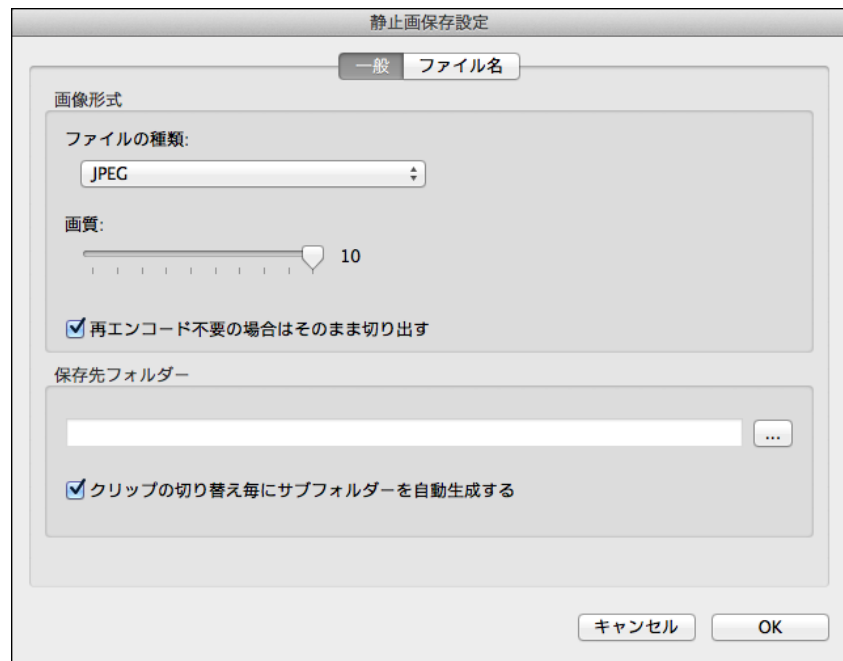 静止画保存設定
一般 ファイル名
画像形式
ファイルの種類:
JPEG
画質:
10
再エンコード不要の場合はそのまま切り出す
保存先フォルダー
...
クリップの切り替え毎にサブフォルダーを自動生成する
キャンセル OK